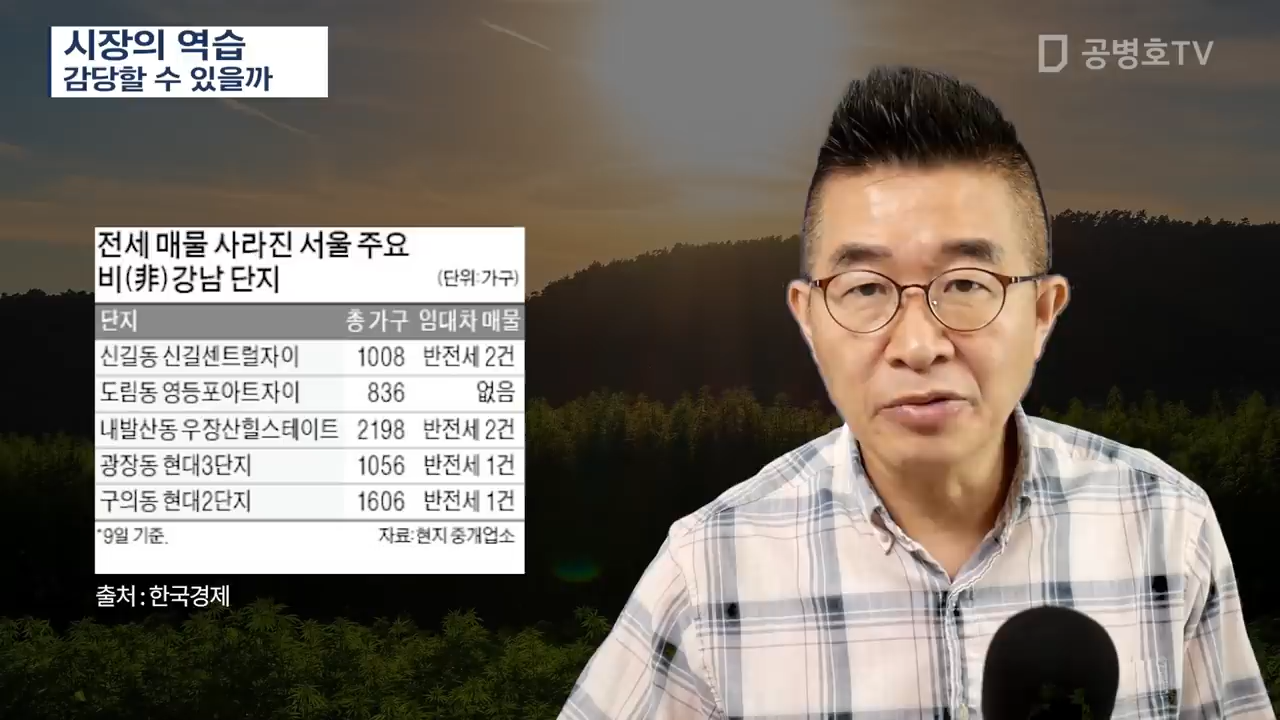 시장의 역습
감당할 수 있을까
공병호TV
전세 매물 사라진 서울 주요
비(非)강남 단지 (단위:가구)
단지 총 가구 임대차 매물
신길동 신길센트럴자이 1008 반전세 2건
도림동 영등포아트자이 836 없음
내발산동 우장산힐스테이트 2198 반전세 2건
광장동 현대3단지 1056 반전세 1건
구의동 현대2단지 1606 반전세 1건
*9일 기준. 자료:현지 중개업소
출처 : 한국경제